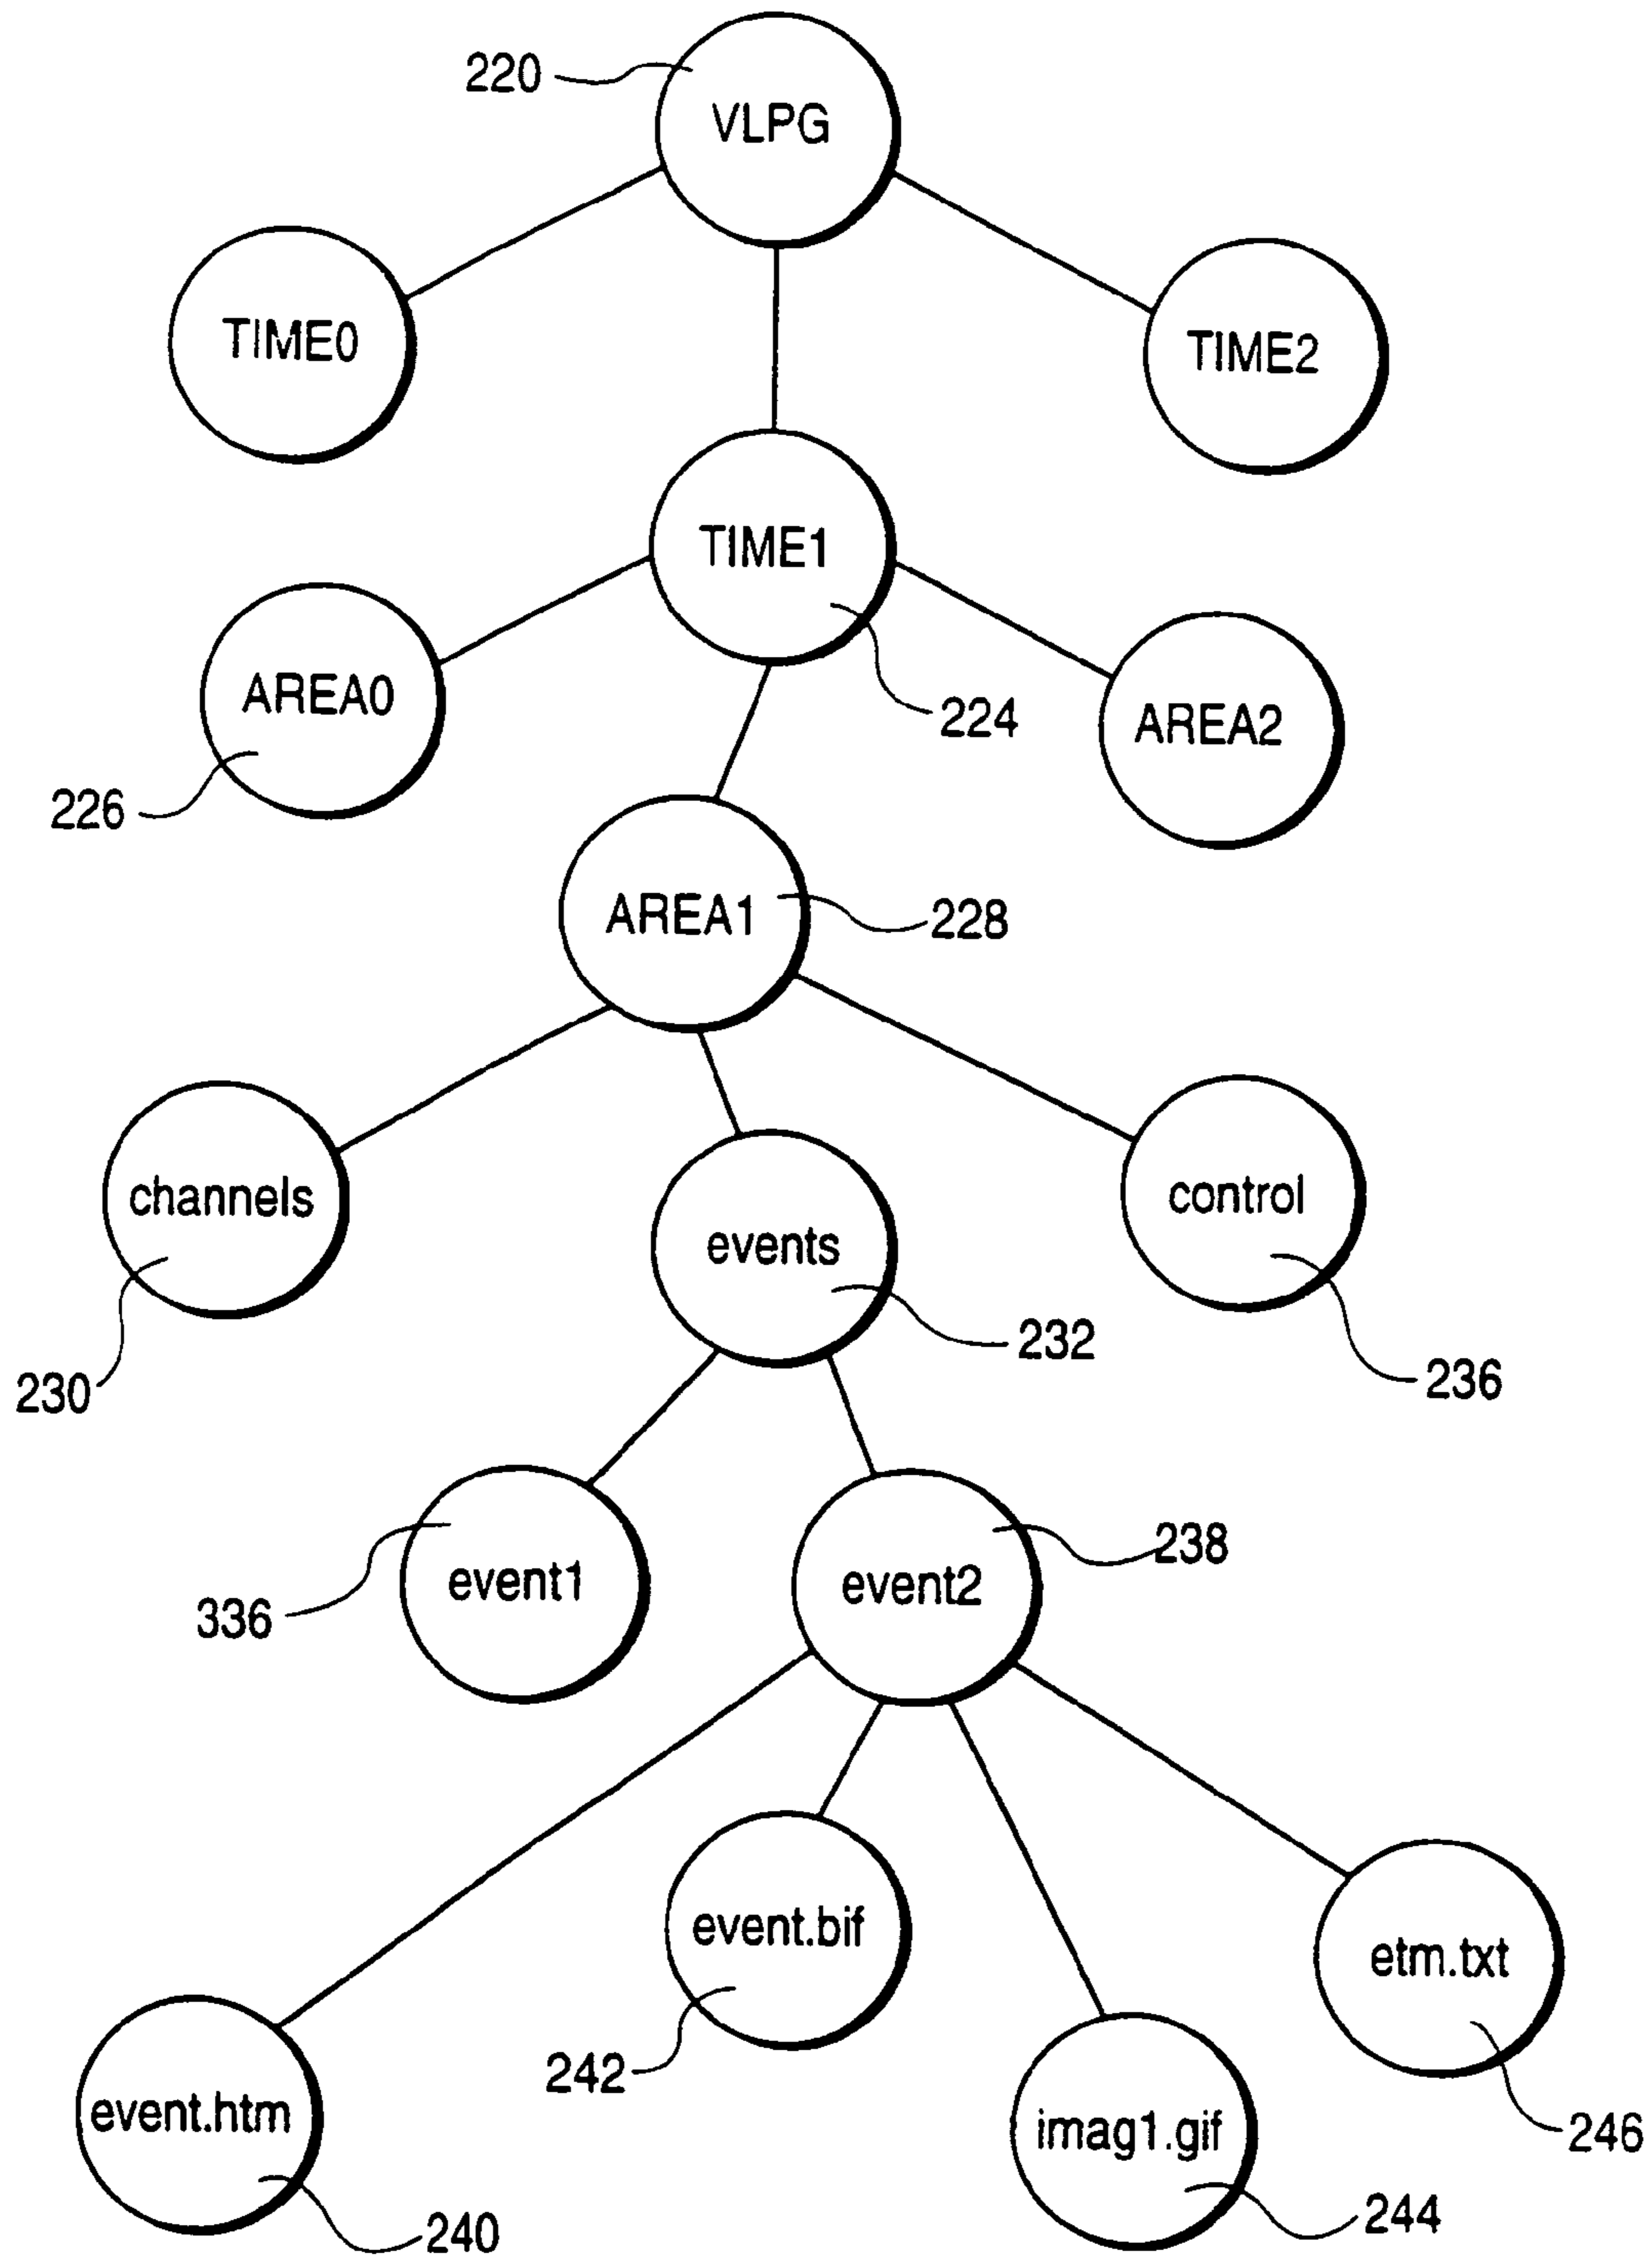 220
VLPG
TIME0
TIME2
TIME1
224
AREA0
AREA2
226
AREA1
228
channels
events
control
230
232
236
event1
event2
238
336
event.bif
etm.txt
242
event.htm
imag1.gif
246
240
244